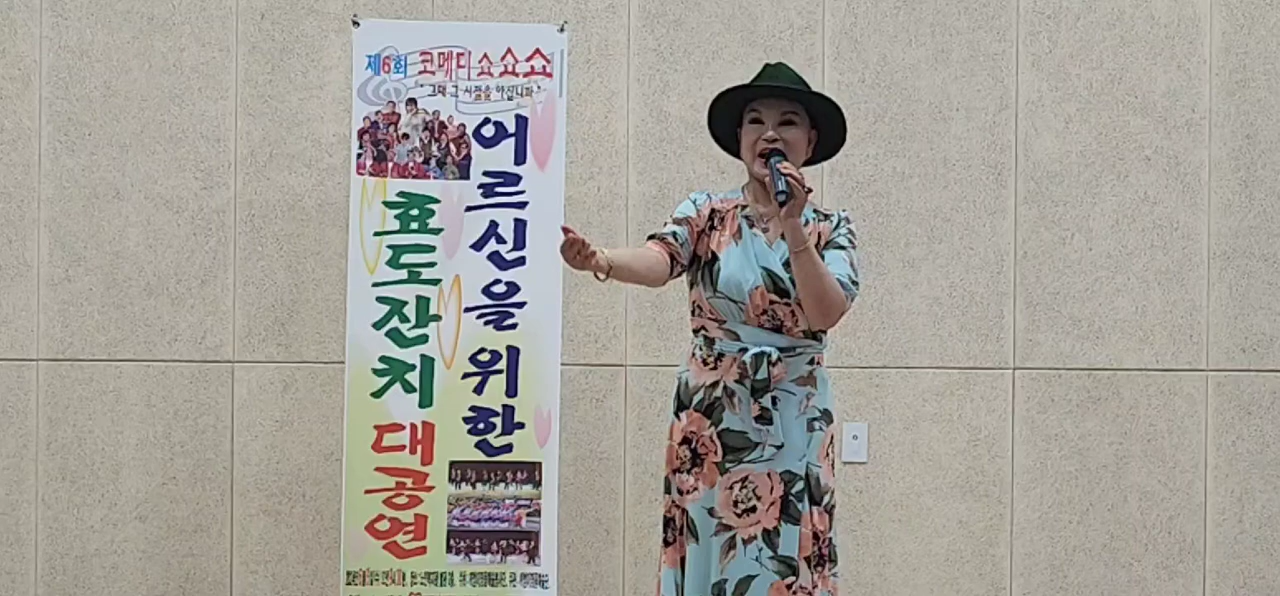 제6회 코메디 쇼쇼쇼
" 그때 그 시절을 아십니까 "
어르신을 위한
효도잔치 대공연